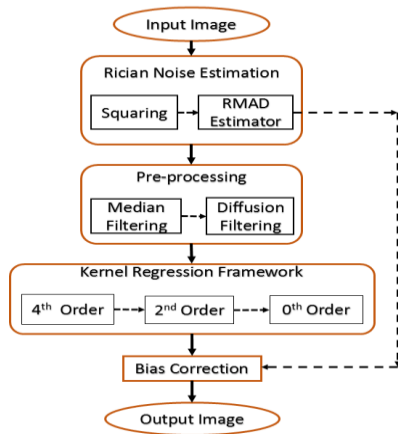 Input Image
Rician Noise Estimation
Squaring
RMAD
Estimator
Pre-processing
Median
Filtering
Diffusion
Filtering
Kernel Regression Framework
4th Order
2nd Order
0th Order
Bias Correction
Output Image